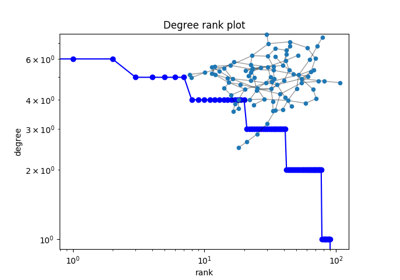 Degree rank plot
degree
6 × 10⁰
4 × 10⁰
3 × 10⁰
2 × 10⁰
10⁰
10⁰
10¹
10²
rank